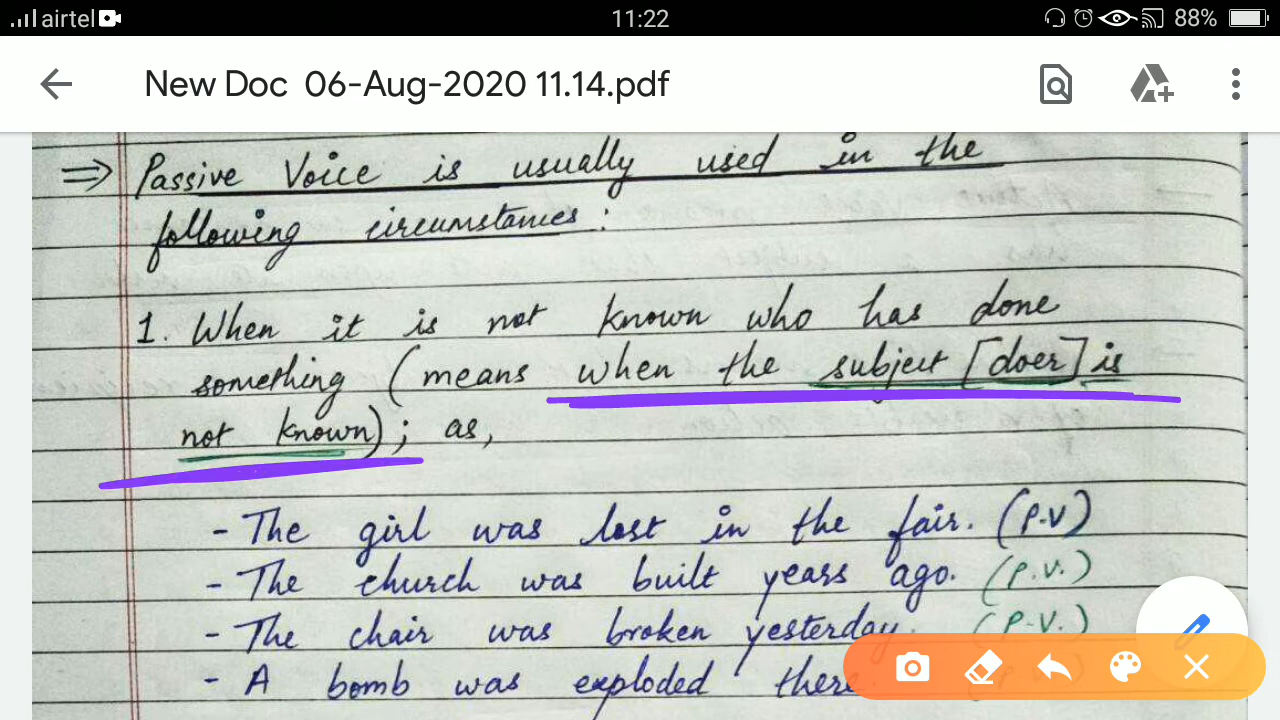 airtel 11:22 88%
New Doc 06-Aug-2020 11.14.pdf
⇒ Passive Voice is usually used in the
following circumstances:
1. When it is not known who has done
something (means when the subject [doer] is
not known); as,
- The girl was lost in the fair. (P.V)
- The church was built years ago. (P.V.)
- The chair was broken yesterday. (P.V.)
- A bomb was exploded there